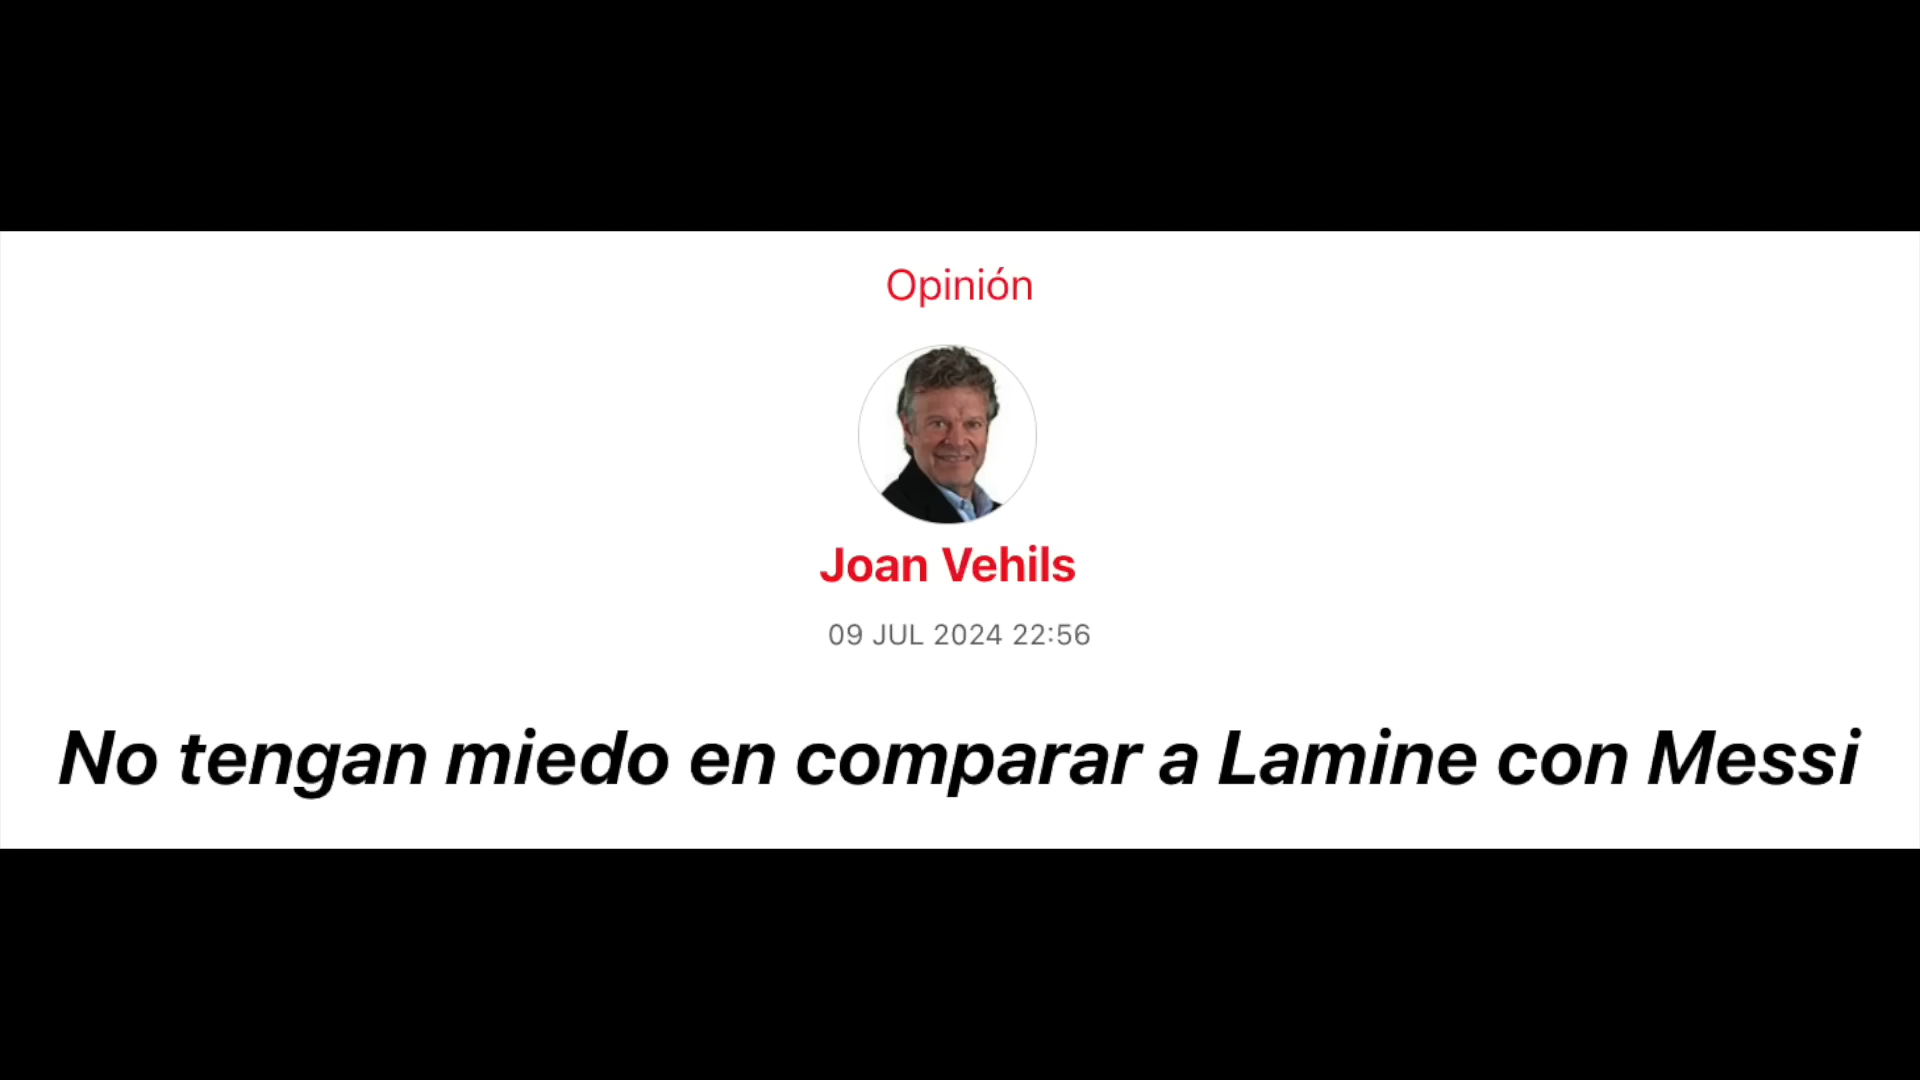 Opinión
Joan Vehils
09 JUL 2024 22:56
No tengan miedo en comparar a Lamine con Messi